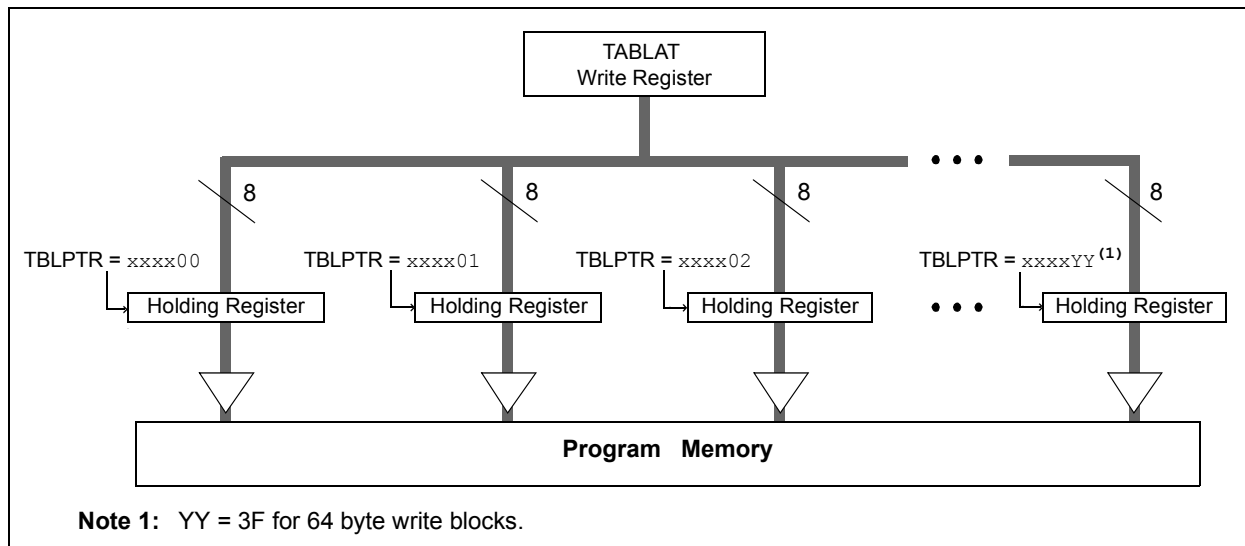 TABLAT
Write Register
8
8
8
8
TBLPTR = xxxx00
TBLPTR = xxxx01
TBLPTR = xxxx02
TBLPTR = xxxxYY(1)
Holding Register
Holding Register
Holding Register
Holding Register
Program Memory
Note 1: YY = 3F for 64 byte write blocks.